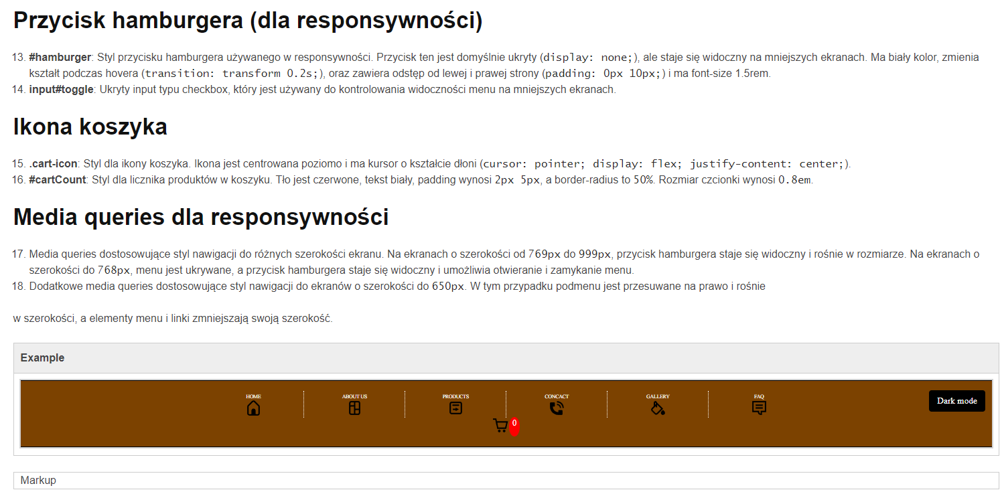 Przycisk hamburgera (dla responsywności)
13. #hamburger: Styl przycisku hamburgera używanego w responsywności. Przycisk ten jest domyślnie ukryty (display: none;), ale staje się widoczny na mniejszych ekranach. Ma biały kolor, zmienia
kształt podczas hovera (transition: transform 0.2s;), oraz zawiera odstęp od lewej i prawej strony (padding: 0px 10px;) i ma font-size 1.5rem.
14. input#toggle: Ukryty input typu checkbox, który jest używany do kontrolowania widoczności menu na mniejszych ekranach.
Ikona koszyka
15. .cart-icon: Styl dla ikony koszyka. Ikona jest centrowana poziomo i ma kursor o kształcie dłoni (cursor: pointer; display: flex; justify-content: center;).
16. #cartCount: Styl dla licznika produktów w koszyku. Tło jest czerwone, tekst biały, padding wynosi 2px 5px, a border-radius to 50%. Rozmiar czcionki wynosi 0.8em.
Media queries dla responsywności
17. Media queries dostosowujące styl nawigacji do różnych szerokości ekranu. Na ekranach o szerokości od 769px do 999px, przycisk hamburgera staje się widoczny i rośnie w rozmiarze. Na ekranach o
szerokości do 768px, menu jest ukrywane, a przycisk hamburgera staje się widoczny i umożliwia otwieranie i zamykanie menu.
18. Dodatkowe media queries dostosowujące styl nawigacji do ekranów o szerokości do 650px. W tym przypadku podmenu jest przesuwane na prawo i rośnie
w szerokości, a elementy menu i linki zmniejszają swoją szerokość.
Example
HOME ABOUT US PRODUCTS CONCACT GALLERY FAQ Dark mode
0
Markup